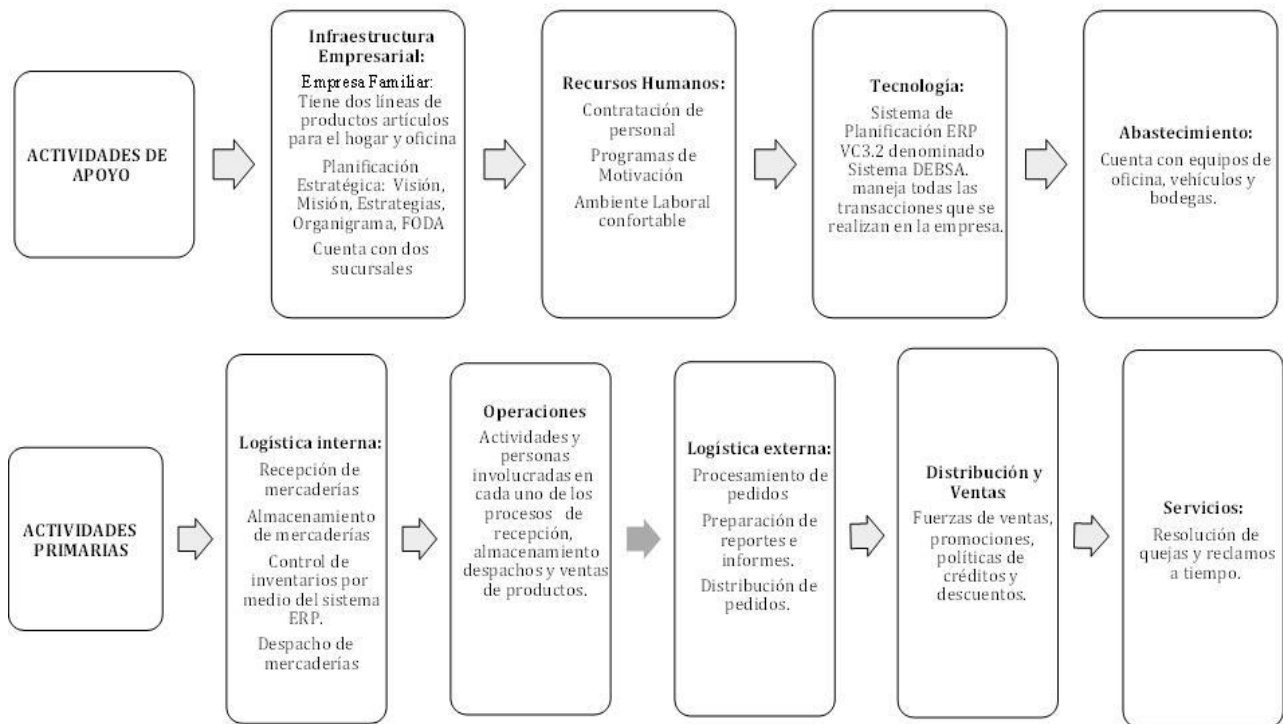 ACTIVIDADES DE
APOYO
Infraestructura
Empresarial:
Empresa Familiar:
Tiene dos líneas de
productos artículos
para el hogar y oficina
Planificación
Estratégica: Visión,
Misión, Estrategias,
Organigrama, FODA
Cuenta con dos
sucursales
Recursos Humanos:
Contratación de
personal
Programas de
Motivación
Ambiente Laboral
confortable
Tecnología:
Sistema de
Planificación ERP
VC3.2 denominado
Sistema DEBSA.
maneja todas las
transacciones que se
realizan en la empresa.
Abastecimiento:
Cuenta con equipos de
oficina, vehículos y
bodegas.
ACTIVIDADES
PRIMARIAS
Logística interna:
Recepción de
mercaderías
Almacenamiento
de mercaderías
Control de
inventarios por
medio del sistema
ERP.
Despacho de
mercaderías
Operaciones
Actividades y
personas
involucradas en
cada uno de los
procesos de
recepción,
almacenamiento
despachos y ventas
de productos.
Logística externa:
Procesamiento de
pedidos
Preparación de
reportes e
informes.
Distribución de
pedidos.
Distribución y
Ventas
Fuerzas de ventas,
promociones,
políticas de
créditos y
descuentos.
Servicios:
Resolución de
quejas y reclamos
a tiempo.